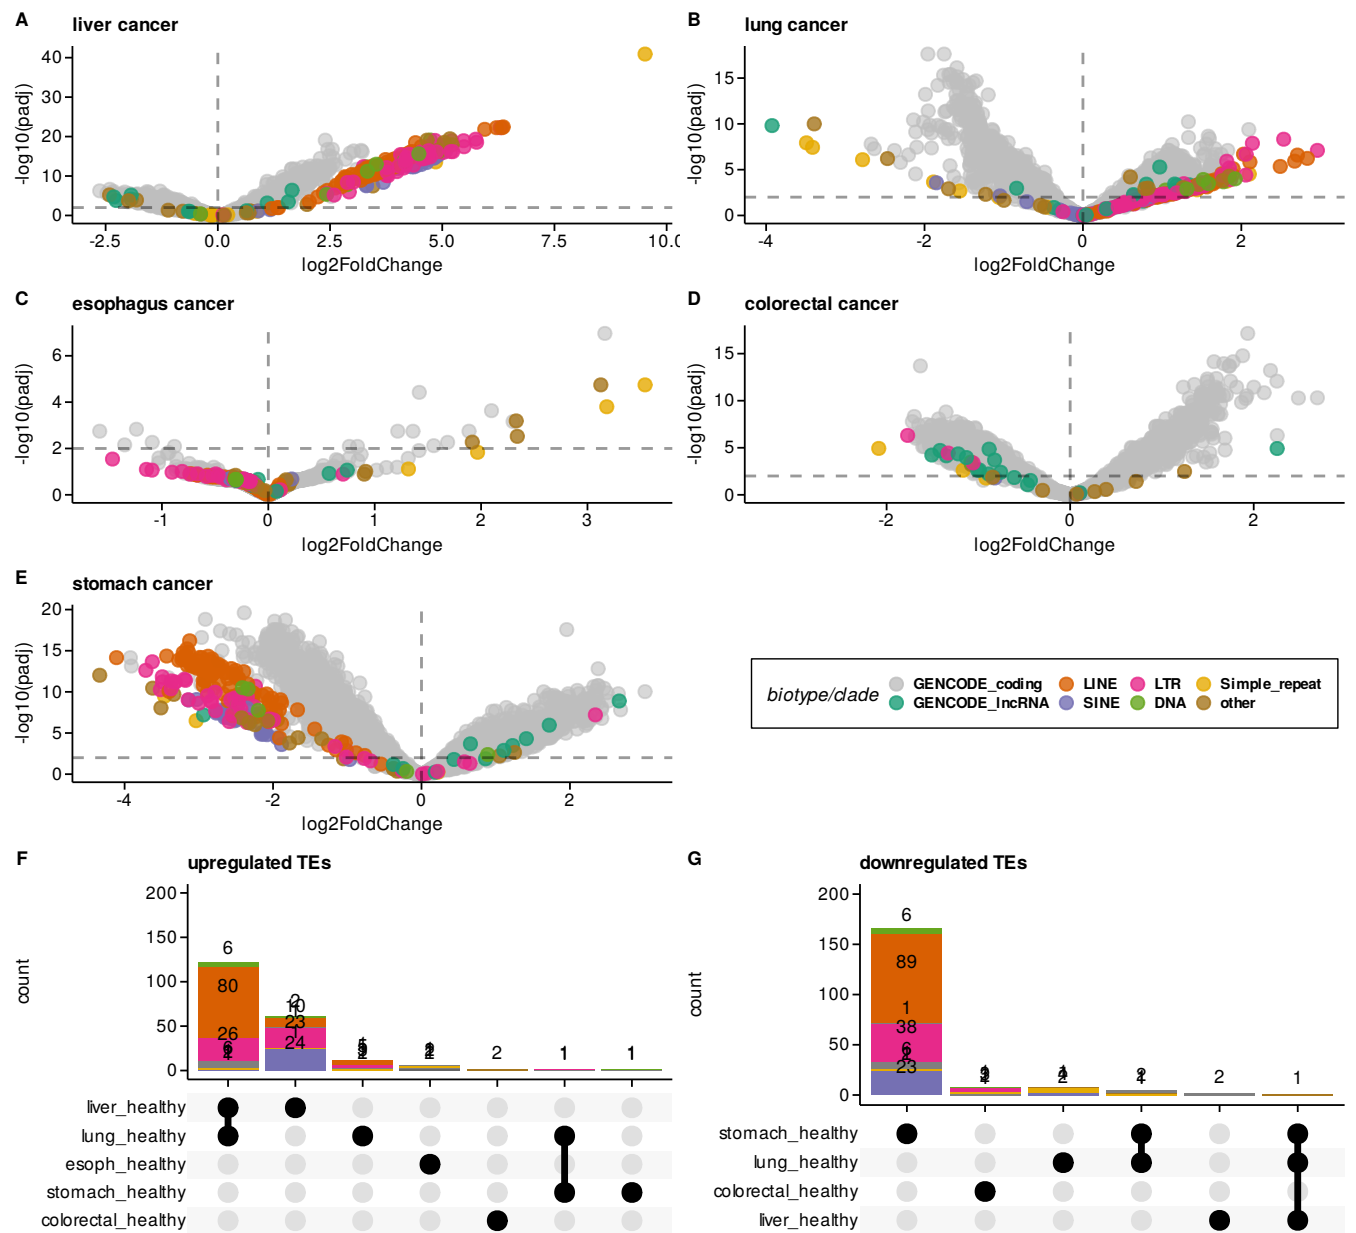 A
liver cancer
40
30
20
10
0
-log10(padj)
-2.5 0.0 2.5 5.0 7.5 10.0
log2FoldChange
B
lung cancer
15
10
5
0
-log10(padj)
-4 -2 0 2
log2FoldChange
C
esophagus cancer
6
4
2
0
-log10(padj)
-1 0 1 2 3
log2FoldChange
D
colorectal cancer
15
10
5
0
-log10(padj)
-2 0 2
log2FoldChange
E
stomach cancer
20
15
10
5
0
-log10(padj)
-4 -2 0 2
log2FoldChange
biotype/clade
GENCODE_coding LINE LTR Simple_repeat
GENCODE_lncRNA SINE DNA other
F
upregulated TEs
200
150
100
50
0
count
6
80
26
23
1
24
2
1
1
liver_healthy
lung_healthy
esoph_healthy
stomach_healthy
colorectal_healthy
G
downregulated TEs
200
150
100
50
0
count
6
89
1
38
23
2
1
stomach_healthy
lung_healthy
colorectal_healthy
liver_healthy